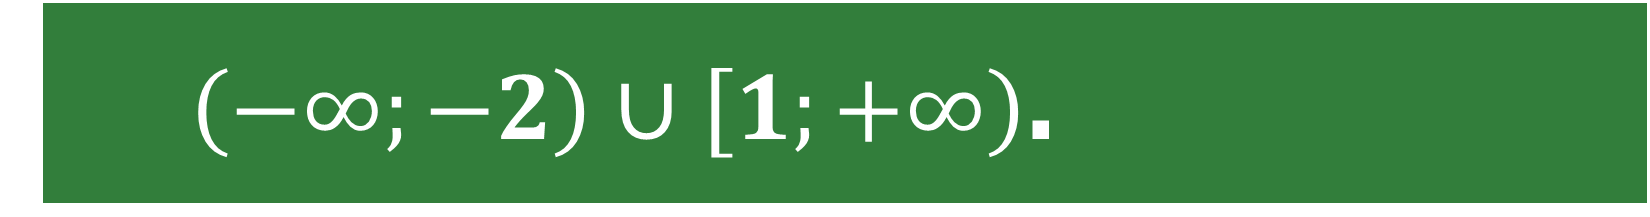 (−∞; −2) ∪ [1; +∞).